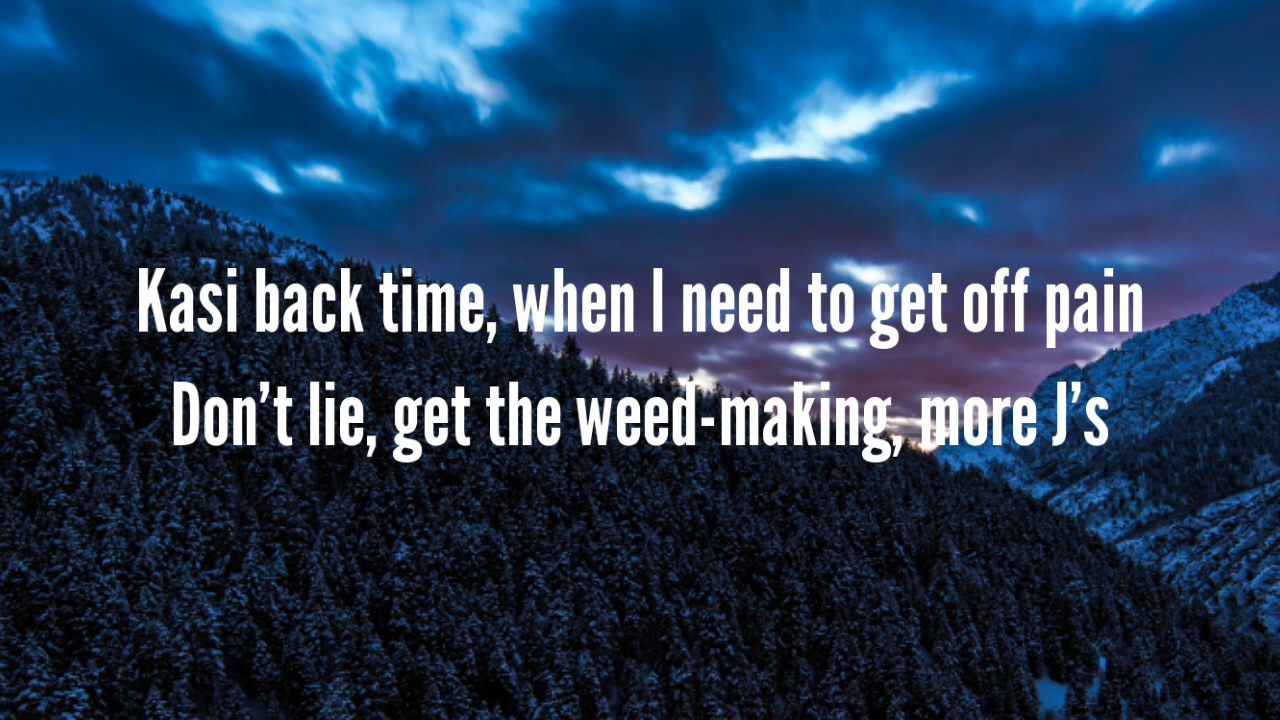 Kasi back time, when I need to get off pain
Don’t lie, get the weed-making, more J’s